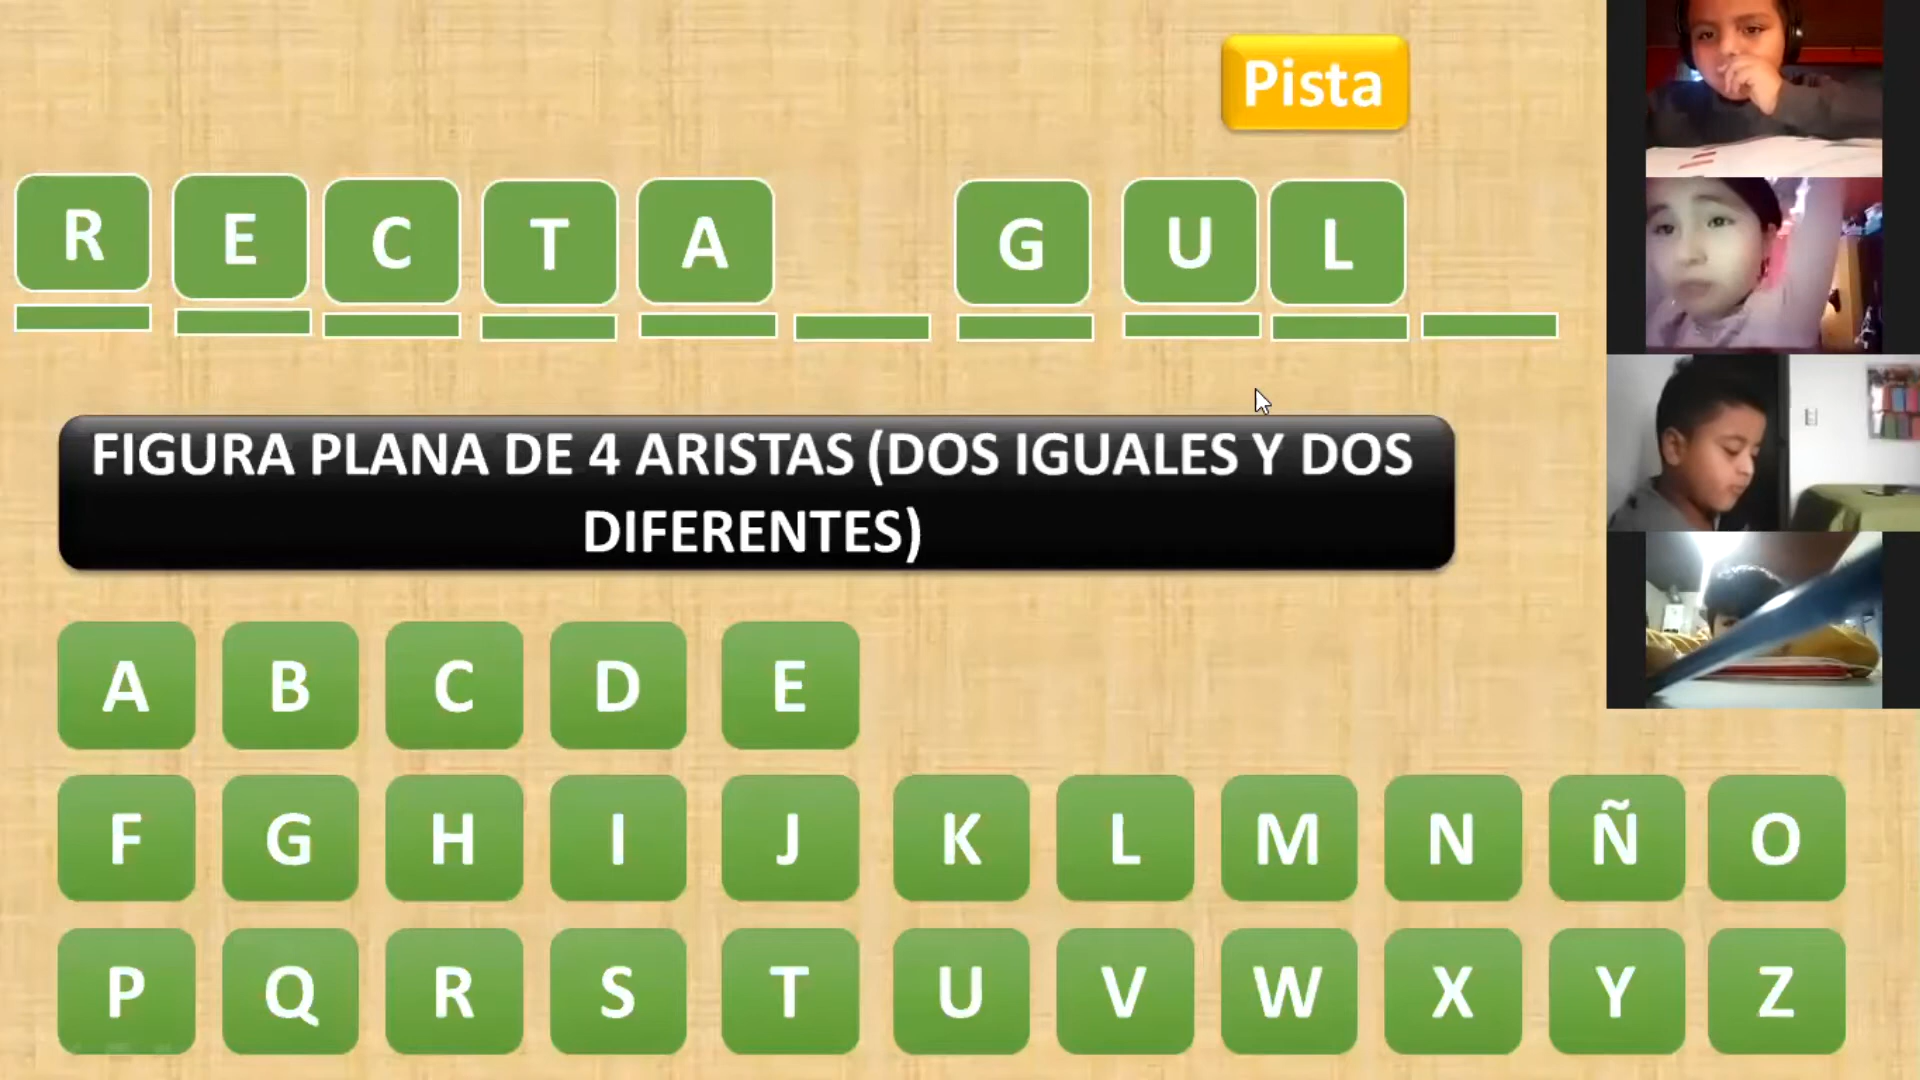 Pista
R E C T A G U L
FIGURA PLANA DE 4 ARISTAS (DOS IGUALES Y DOS
DIFERENTES)
A B C D E
F G H I J K L M N Ñ O
P Q R S T U V W X Y Z